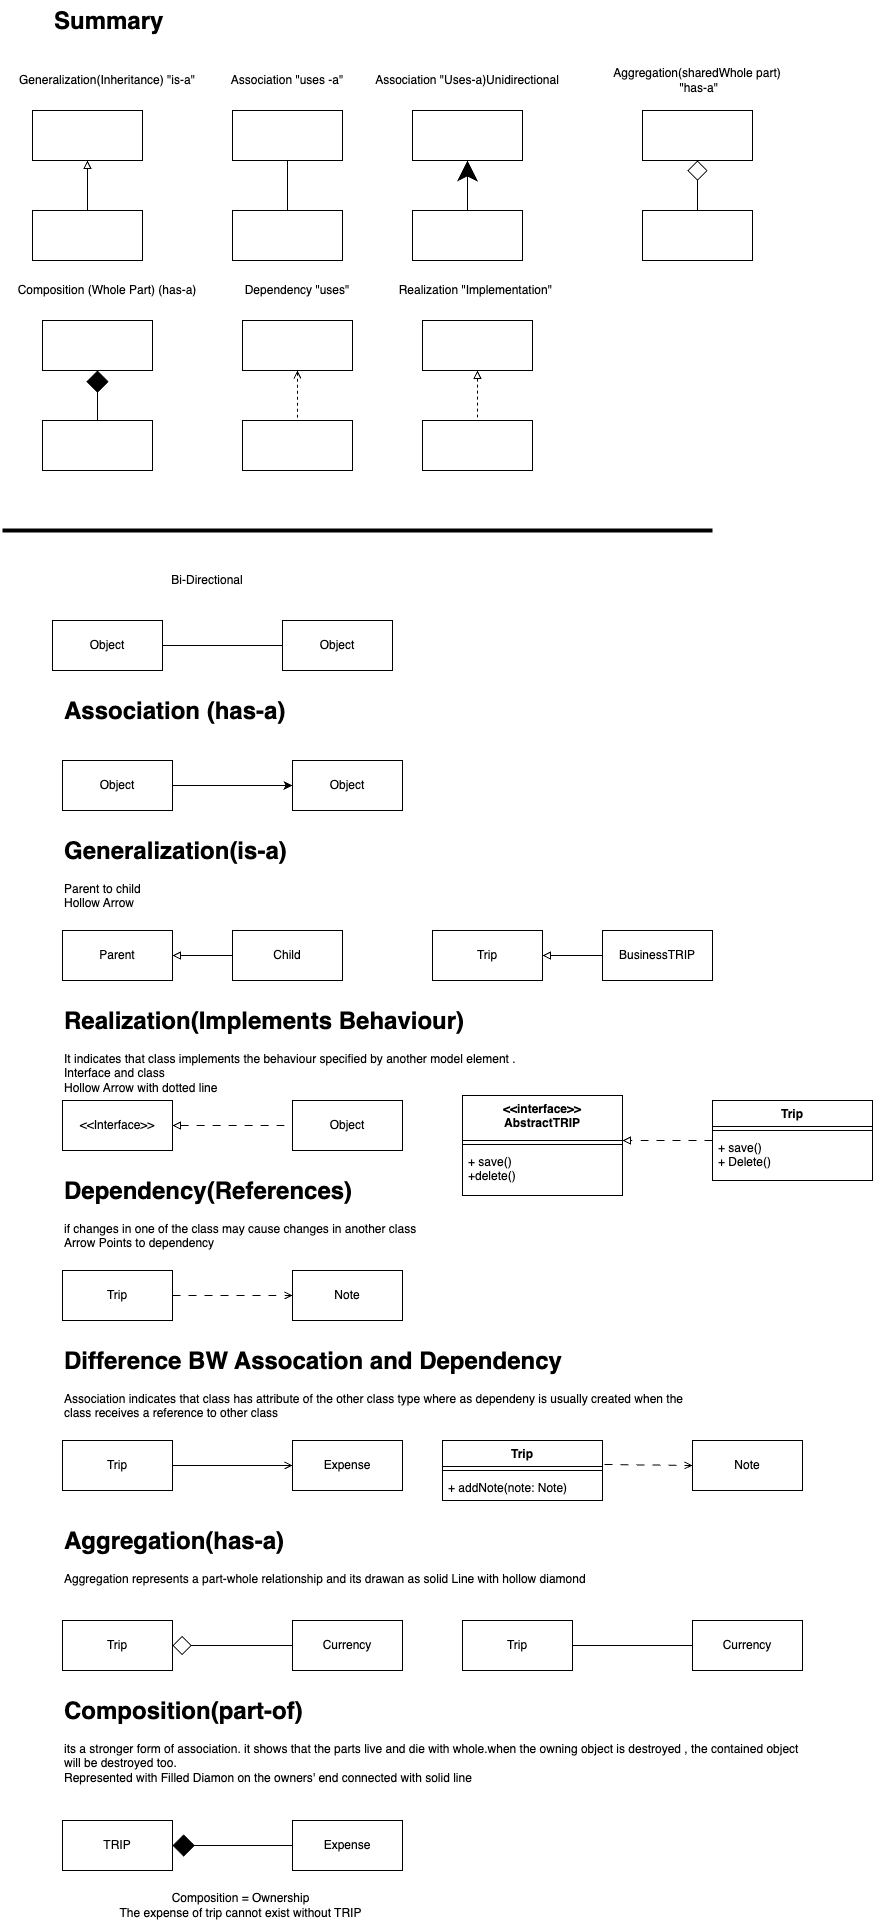 Summary
Generalization(Inheritance) "is-a"
Association "uses -a"
Association "Uses-a)Unidirectional
Aggregation(sharedWhole part)
"has-a"
Composition (Whole Part) (has-a)
Dependency "uses"
Realization "Implementation"
Bi-Directional
Object
Object
Association (has-a)
Object
Object
Generalization(is-a)
Parent to child
Hollow Arrow
Parent
Child
Trip
BusinessTRIP
Realization(Implements Behaviour)
It indicates that class implements the behaviour specified by another model element .
Interface and class
Hollow Arrow with dotted line
<<Interface>>
Object
<<interface>>
AbstractTRIP
+ save()
+delete()
Trip
+ save()
+ Delete()
Dependency(References)
if changes in one of the class may cause changes in another class
Arrow Points to dependency
Trip
Note
Difference BW Assocation and Dependency
Association indicates that class has attribute of the other class type where as dependeny is usually created when the
class receives a reference to other class
Trip
Expense
Trip
+ addNote(note: Note)
Note
Aggregation(has-a)
Aggregation represents a part-whole relationship and its drawan as solid Line with hollow diamond
Trip
Currency
Trip
Currency
Composition(part-of)
its a stronger form of association. it shows that the parts live and die with whole.when the owning object is destroyed , the contained object
will be destroyed too.
Represented with Filled Diamon on the owners' end connected with solid line
TRIP
Expense
Composition = Ownership
The expense of trip cannot exist without TRIP